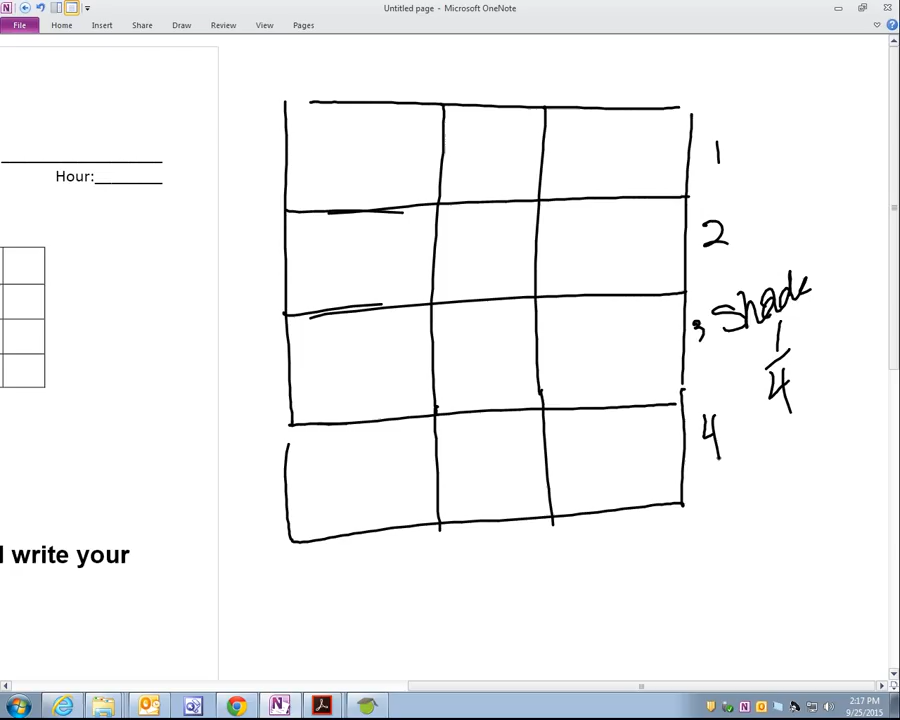 Untitled page - Microsoft OneNote
File Home Insert Share Draw Review View Pages
Hour:________
1
2
3 shade
1/4
4
l write your
2:17 PM
9/25/2015